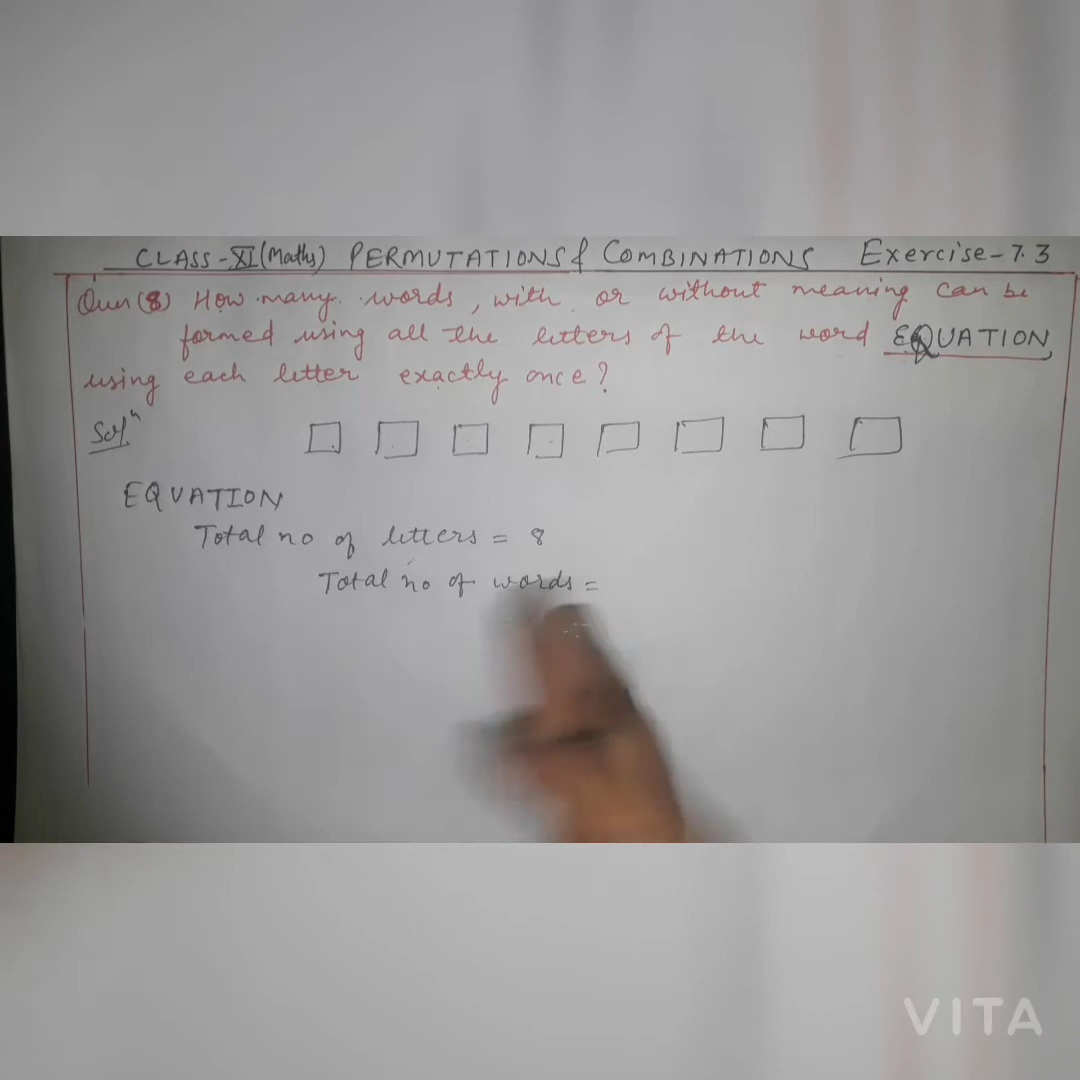 CLASS-XI (Maths) PERMUTATIONS & COMBINATIONS Exercise-7.3
Ques (8) How many words, with or without meaning can be
formed using all the letters of the word EQUATION,
using each letter exactly once?
Solⁿ
EQUATION
Total no of letters = 8
Total no of words =
VITA